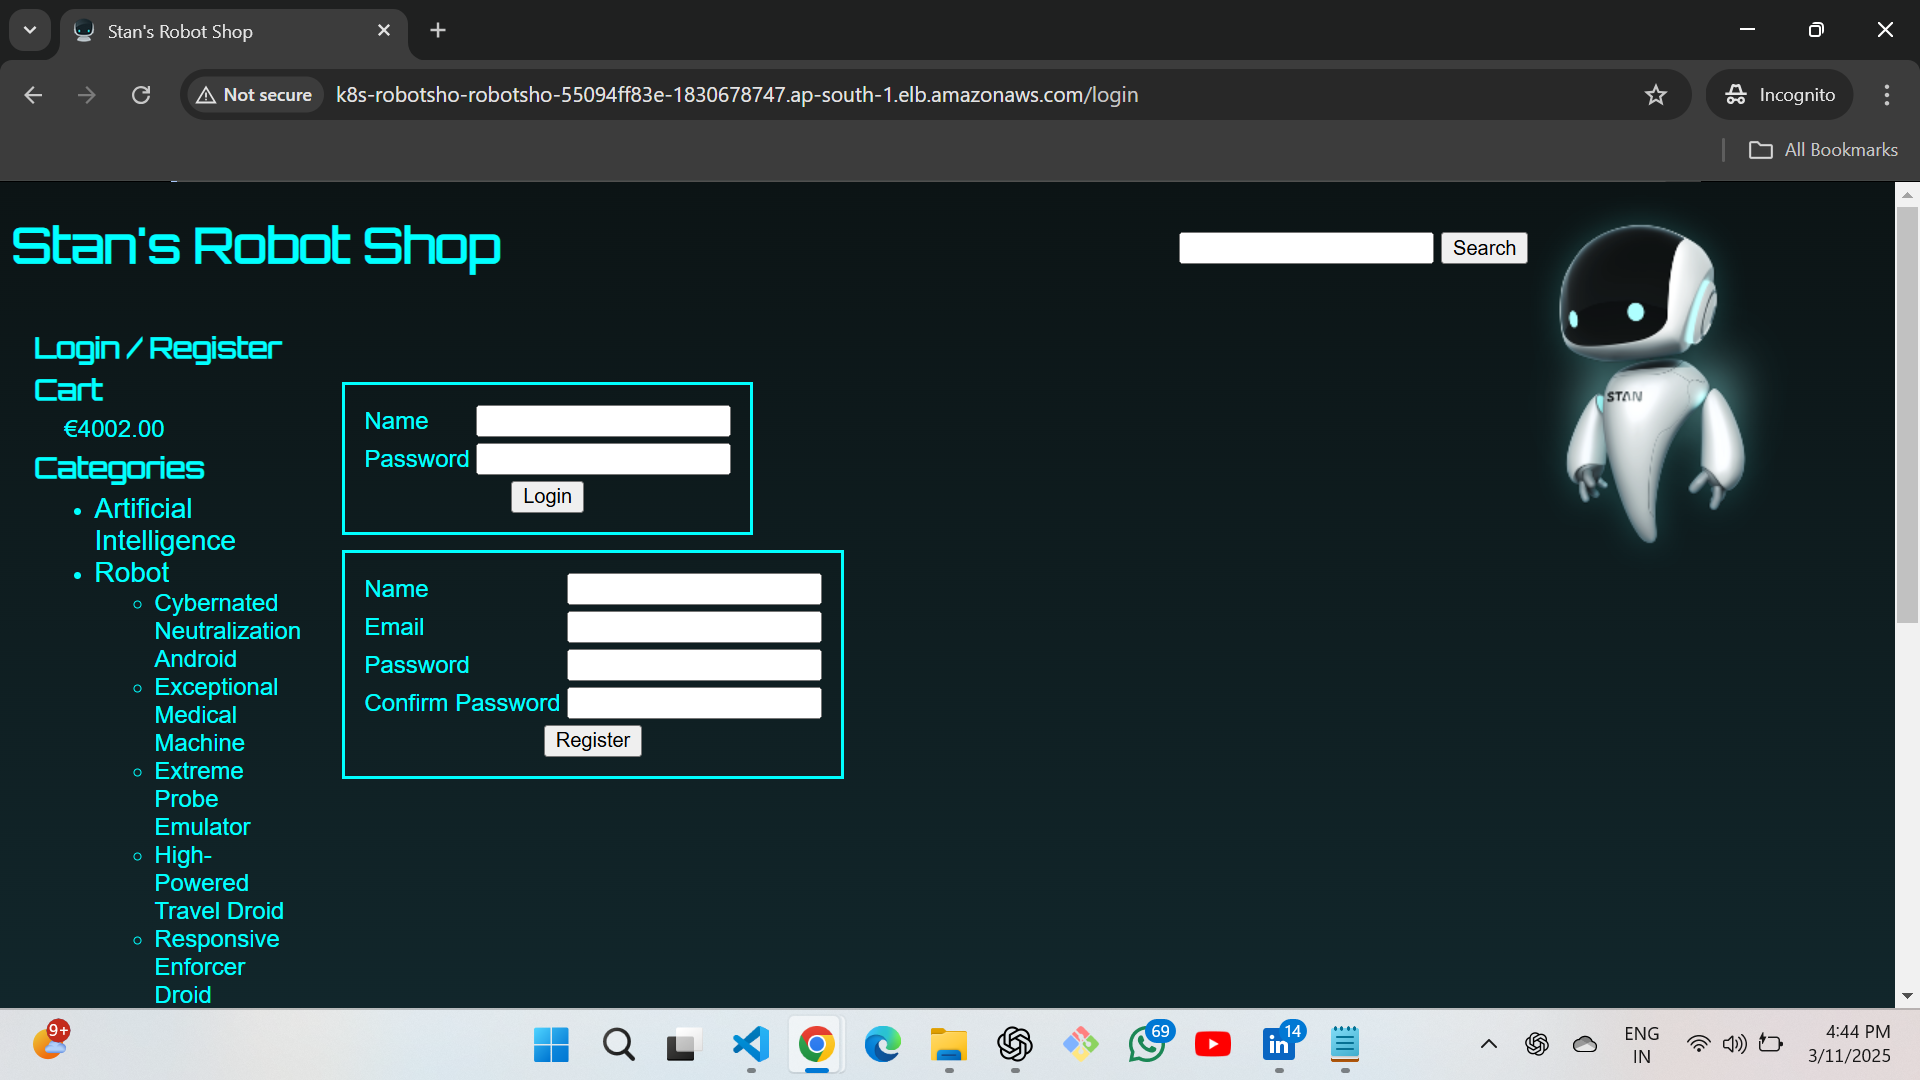 Stan's Robot Shop
Not secure
k8s-robotsho-robotsho-55094ff83e-1830678747.ap-south-1.elb.amazonaws.com/login
Incognito
All Bookmarks
Stan's Robot Shop
Search
STAN
Login / Register
Cart
€4002.00
Categories
Artificial
Intelligence
Robot
Cybernated
Neutralization
Android
Exceptional
Medical
Machine
Extreme
Probe
Emulator
High-
Powered
Travel Droid
Responsive
Enforcer
Droid
Name
Password
Login
Name
Email
Password
Confirm Password
Register
9+
69
14
ENG
IN
4:44 PM
3/11/2025